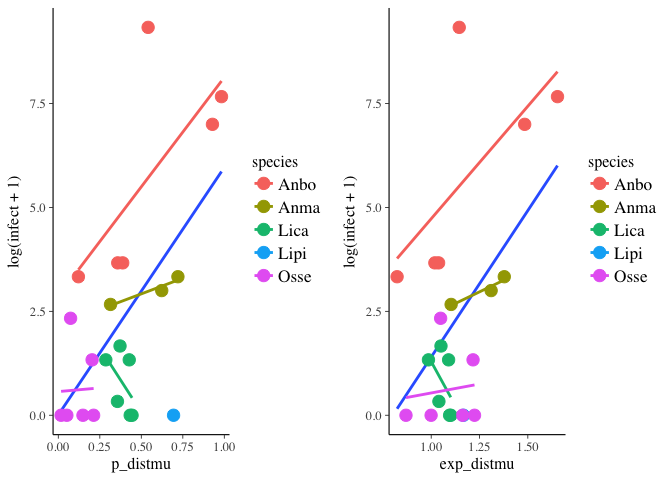 log(infect + 1)
7.5
5.0
2.5
0.0
0.00 0.25 0.50 0.75 1.00
p_distmu
species
Anbo
Anma
Lica
Lipi
Osse
log(infect + 1)
7.5
5.0
2.5
0.0
1.00 1.25 1.50
exp_distmu
species
Anbo
Anma
Lica
Lipi
Osse